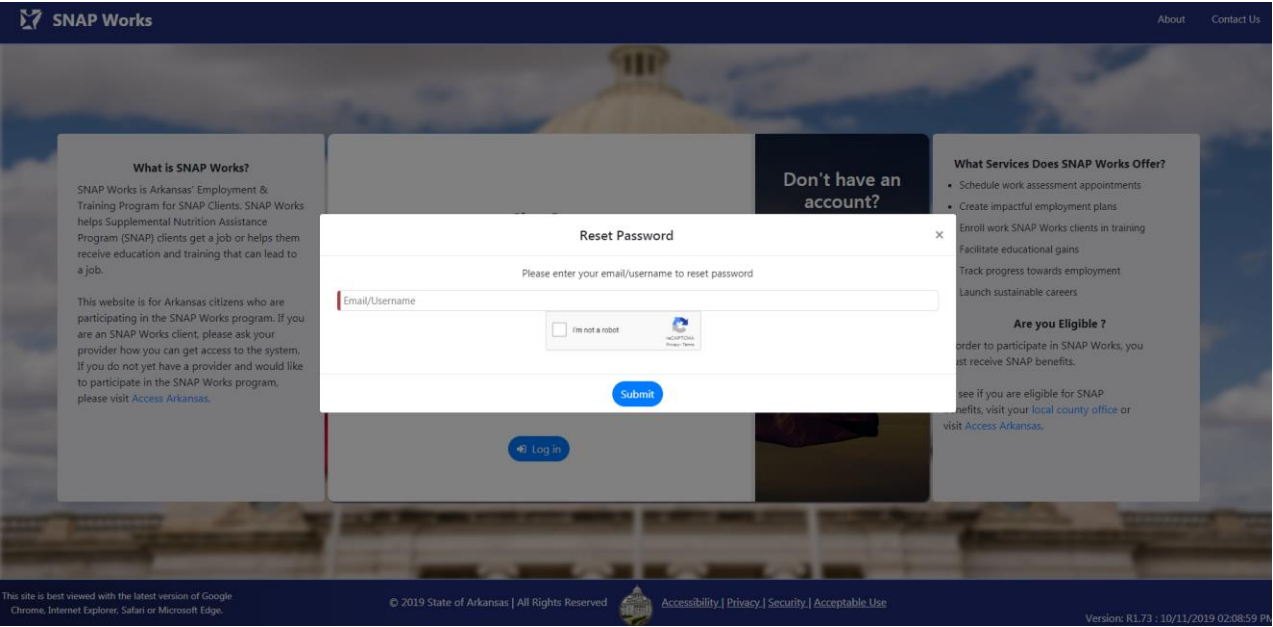 SNAP Works
About
Contact Us
What is SNAP Works?
SNAP Works is Arkansas' Employment &
Training Program for SNAP Clients. SNAP Works
helps Supplemental Nutrition Assistance
Program (SNAP) clients get a job or helps them
receive education and training that can lead to
a job.
This website is for Arkansas citizens who are
participating in the SNAP Works program. If you
are an SNAP Works client, please ask your
provider how you can get access to the system.
If you do not yet have a provider and would like
to participate in the SNAP Works program,
please visit Access Arkansas.
Reset Password
×
Please enter your email/username to reset password
Email/Username
I'm not a robot
reCAPTCHA
Privacy - Terms
Submit
Log in
Don't have an
account?
What Services Does SNAP Works Offer?
• Schedule work assessment appointments
• Create impactful employment plans
Enroll work SNAP Works clients in training
Facilitate educational gains
Track progress towards employment
Launch sustainable careers
Are you Eligible ?
order to participate in SNAP Works, you
receive SNAP benefits.
see if you are eligible for SNAP
visit your local county office or
visit Access Arkansas.
This site is best viewed with the latest version of Google
Chrome, Internet Explorer, Safari or Microsoft Edge.
© 2019 State of Arkansas | All Rights Reserved
Accessibility | Privacy | Security | Acceptable Use
Version: R1.73 : 10/11/2019 02:08:59 PM